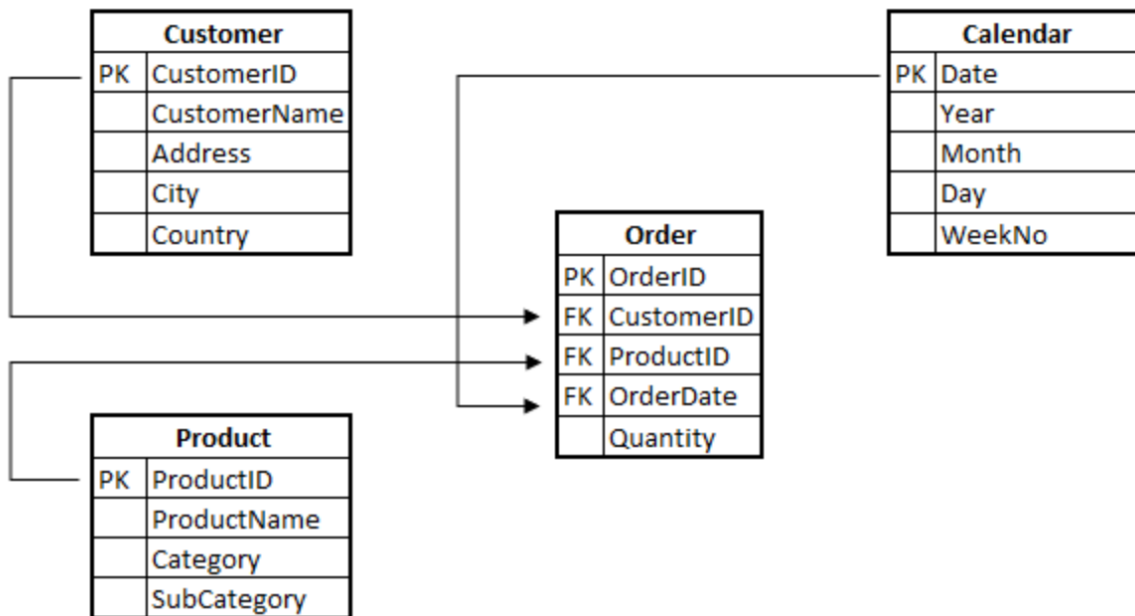 Customer
PK CustomerID
CustomerName
Address
City
Country
Calendar
PK Date
Year
Month
Day
WeekNo
Order
PK OrderID
FK CustomerID
FK ProductID
FK OrderDate
Quantity
Product
PK ProductID
ProductName
Category
SubCategory